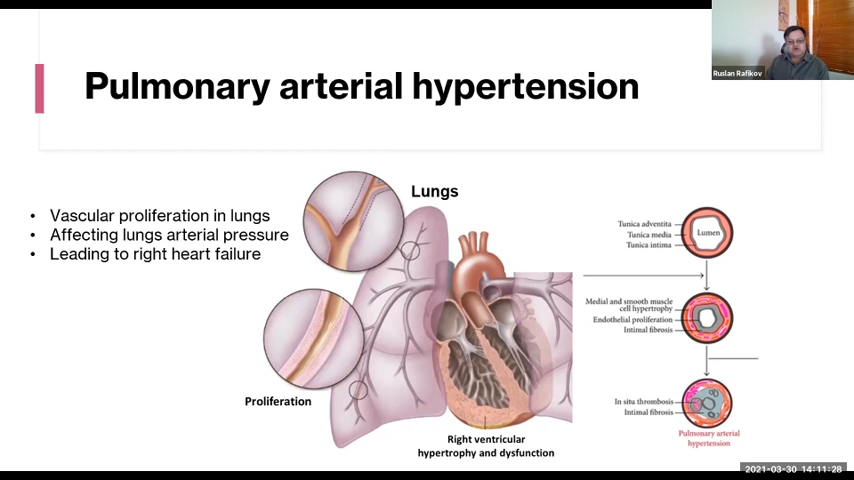 Ruslan Rafikov
Pulmonary arterial hypertension
• Vascular proliferation in lungs
• Affecting lungs arterial pressure
• Leading to right heart failure
Lungs
Proliferation
Right ventricular
hypertrophy and dysfunction
Tunica adventita
Tunica media
Tunica intima
Lumen
Medial and smooth muscle
cell hypertrophy
Endothelial proliferation
Intimal fibrosis
In situ thrombosis
Intimal fibrosis
Pulmonary arterial
hypertension
2021-03-30 14:11:28